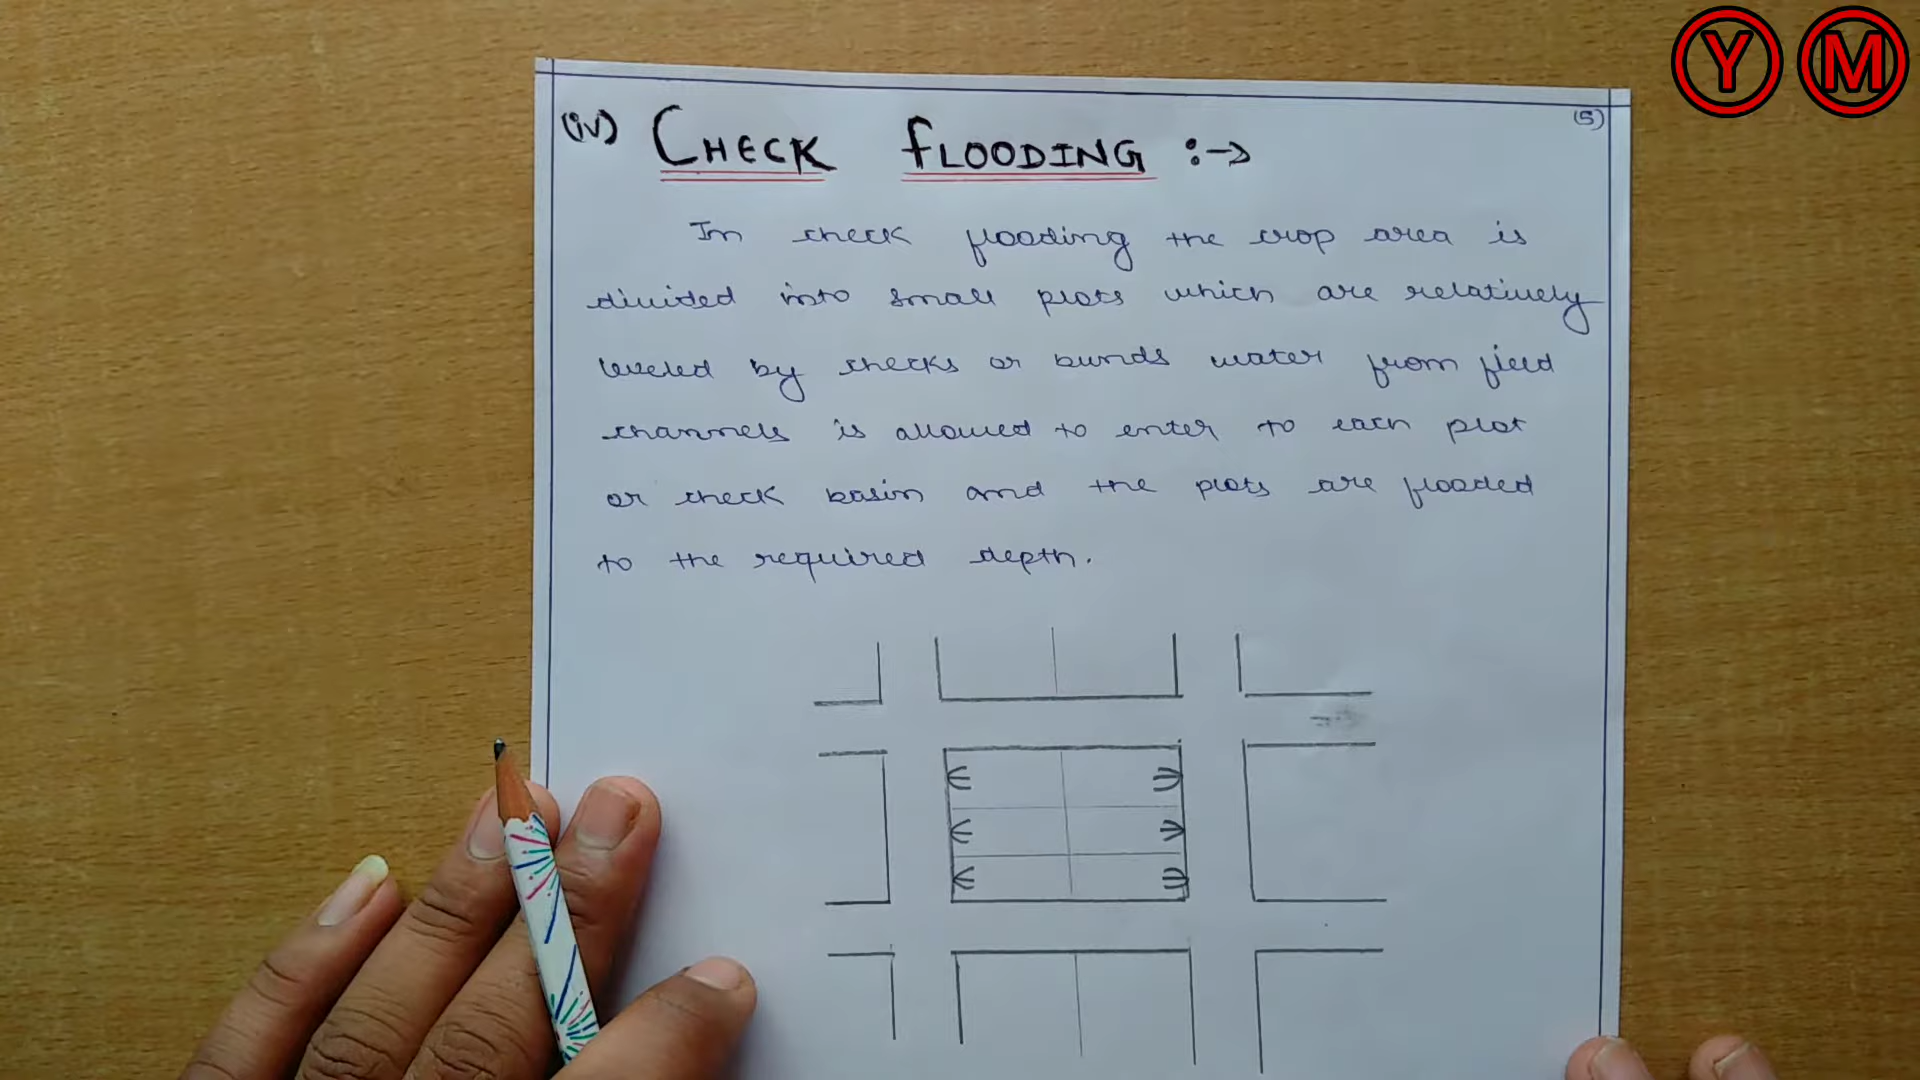 Y M
(iv) CHECK FLOODING :→ (5)
In check flooding the crop area is
divided into small plots which are relatively
leveled by checks or bunds water from field
channels is allowed to enter to each plot
or check basin and the plots are flooded
to the required depth.